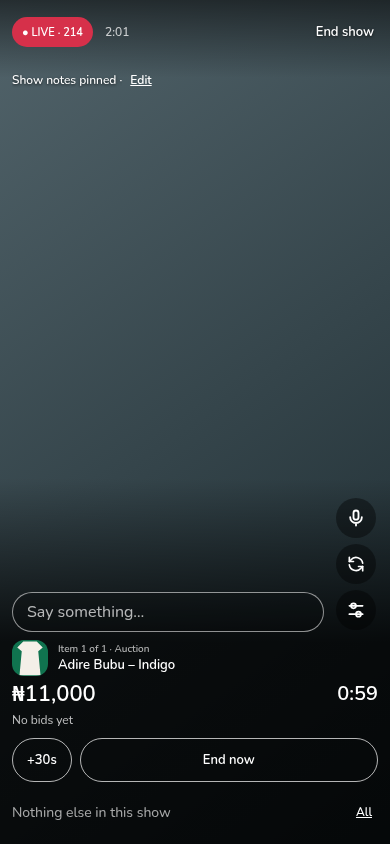 ● LIVE · 214
2:01
End show
Show notes pinned · Edit
Say something...
Item 1 of 1 · Auction
Adire Bubu – Indigo
₦11,000
0:59
No bids yet
+30s
End now
Nothing else in this show
All